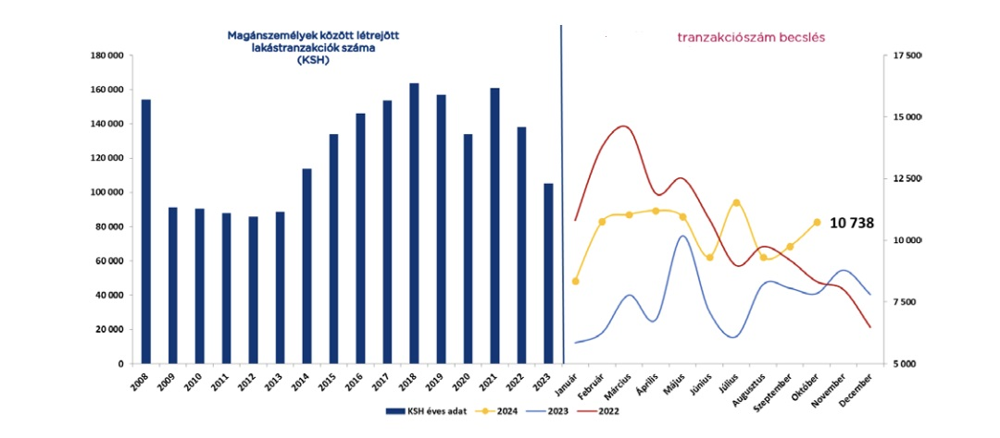 Magánszemélyek között létrejött
lakástranzakciók száma
(KSH)
tranzakciószám becslés
180 000
160 000
140 000
120 000
100 000
80 000
60 000
40 000
20 000
0
2008
2009
2010
2011
2012
2013
2014
2015
2016
2017
2018
2019
2020
2021
2022
2023
10 738
17 500
15 000
12 500
10 000
7 500
5 000
Január
Február
Március
Április
Május
Június
Július
Augusztus
Szeptember
Október
November
December
KSH éves adat
2024
2023
2022